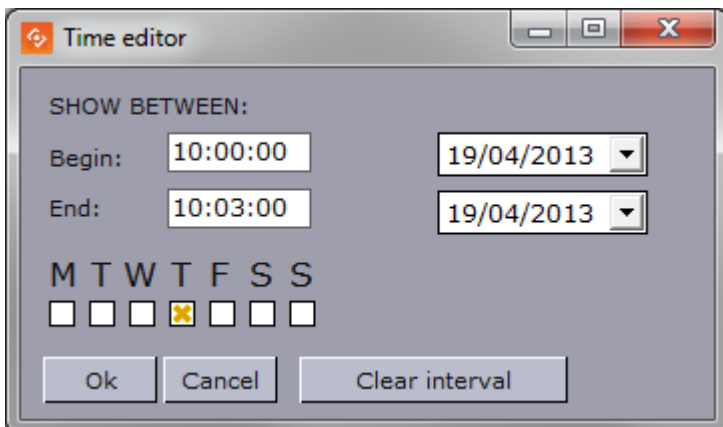 Time editor
SHOW BETWEEN:
Begin: 10:00:00 19/04/2013
End: 10:03:00 19/04/2013
M T W T F S S
Ok Cancel Clear interval